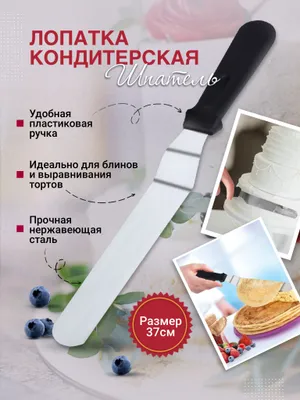 ЛОПАТКА
КОНДИТЕРСКАЯ
Шпатель
Удобная
пластиковая
ручка
Идеально для блинов
и выравнивания
тортов
Прочная
нержавеющая
сталь
Размер
37см